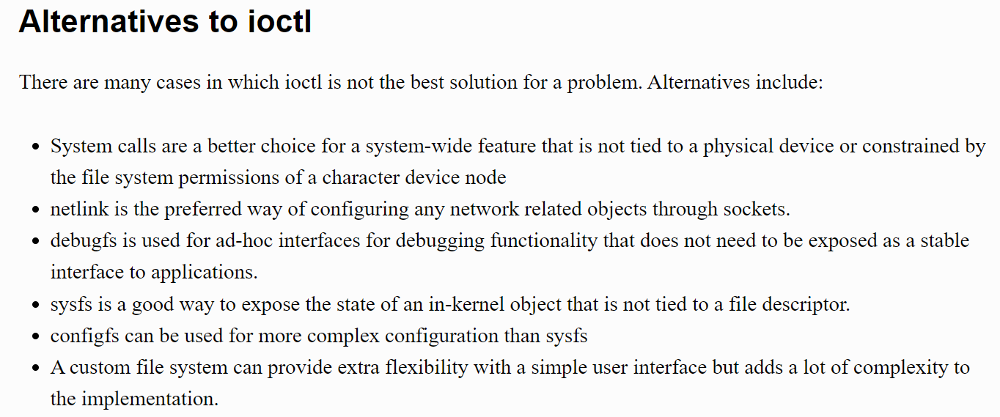 Alternatives to ioctl
There are many cases in which ioctl is not the best solution for a problem. Alternatives include:
• System calls are a better choice for a system-wide feature that is not tied to a physical device or constrained by
the file system permissions of a character device node
• netlink is the preferred way of configuring any network related objects through sockets.
• debugfs is used for ad-hoc interfaces for debugging functionality that does not need to be exposed as a stable
interface to applications.
• sysfs is a good way to expose the state of an in-kernel object that is not tied to a file descriptor.
• configfs can be used for more complex configuration than sysfs
• A custom file system can provide extra flexibility with a simple user interface but adds a lot of complexity to
the implementation.